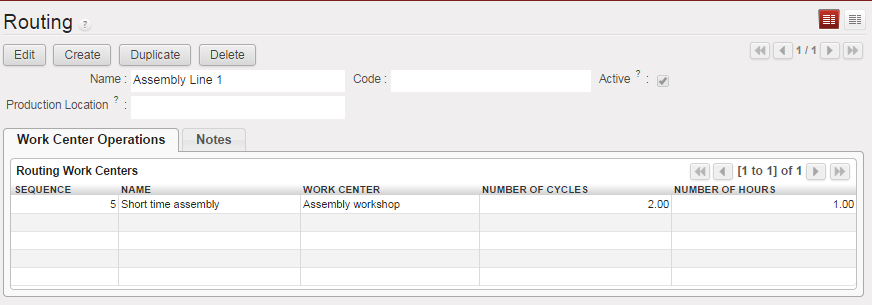 Routing ?
Edit Create Duplicate Delete 1 / 1
Name : Assembly Line 1 Code : Active ? :
Production Location ? :
Work Center Operations Notes
Routing Work Centers [1 to 1] of 1
SEQUENCE NAME WORK CENTER NUMBER OF CYCLES NUMBER OF HOURS
5 Short time assembly Assembly workshop 2.00 1.00